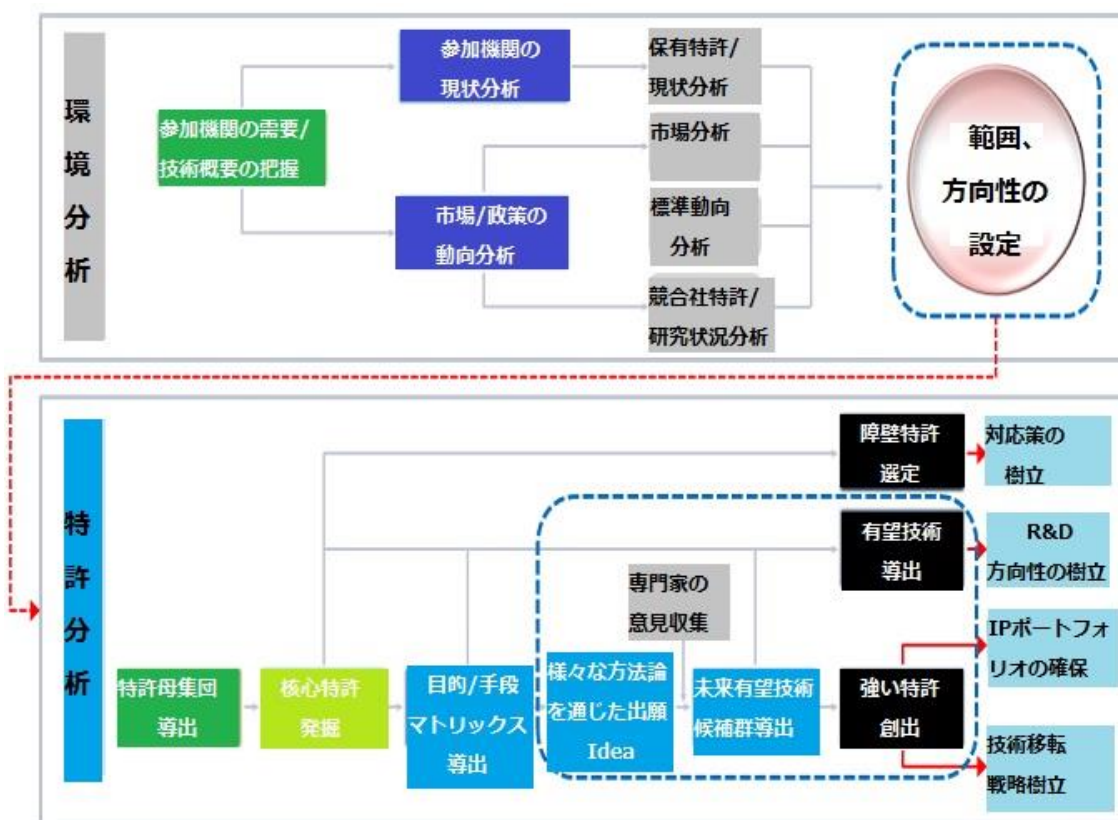 環
境
分
析
参加機関の需要/
技術概要の把握
参加機関の
現状分析
市場/政策の
動向分析
保有特許/
現状分析
市場分析
標準動向
分析
競合社特許/
研究状況分析
範囲、
方向性の
設定
特
許
分
析
特許母集団
導出
核心特許
発掘
目的/手段
マトリックス
導出
様々な方法論
を通じた出願
Idea
専門家の
意見収集
未来有望技術
候補群導出
障壁特許
選定
有望技術
導出
強い特許
創出
対応策の
樹立
R&D
方向性の樹立
IPポートフォ
リオの確保
技術移転
戦略樹立